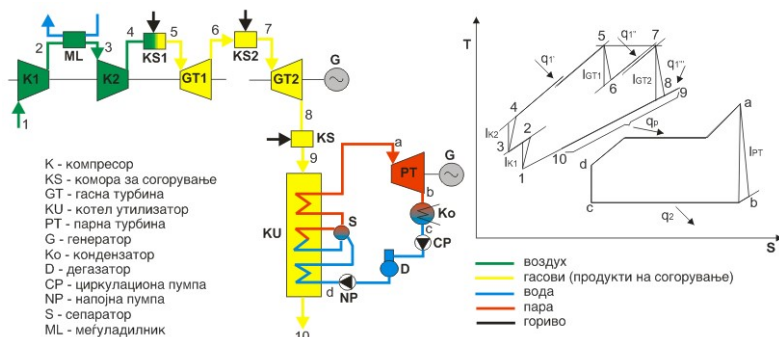 2
ML
3
4
KS1
5
6
KS2
7
K1
K2
GT1
GT2
G
1
8
KS
9
a
PT
G
b
Ko
c
CP
S
KU
D
d
NP
10
K - компресор
KS - комора за согорување
GT - гасна турбина
KU - котел утилизатор
PT - парна турбина
G - генератор
Ko - кондензатор
D - дегазатор
CP - циркулациона пумпа
NP - напојна пумпа
S - сепаратор
ML - меѓуладилник
T
5
q1'
q1''
7
q1'''
lGT1
6
lGT2
8
9
a
4
lK2
3
2
lK1
1
10
qp
d
lPT
c
q2
b
S
воздух
гасови (продукти на согорување)
вода
пара
гориво